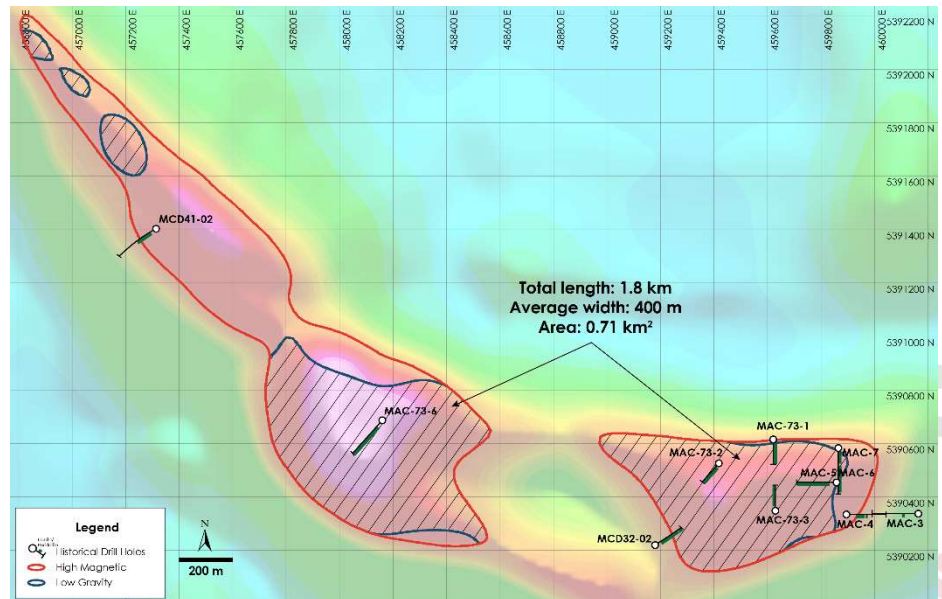 456800 E
457000 E
457200 E
457400 E
457600 E
457800 E
458000 E
458200 E
458400 E
458600 E
458800 E
459000 E
459200 E
459400 E
459600 E
459800 E
460000 E
5392200 N
5392000 N
5391800 N
5391600 N
5391400 N
5391200 N
5391000 N
5390800 N
5390600 N
5390400 N
5390200 N
MCD41-02
Total length: 1.8 km
Average width: 400 m
Area: 0.71 km²
MAC-73-6
MAC-73-1
MAC-73-2
MAC-7
MAC-5
MAC-6
MAC-73-3
MAC-4
MAC-3
MCD32-02
Legend
Historical Drill Holes
High Magnetic
Low Gravity
N
200 m